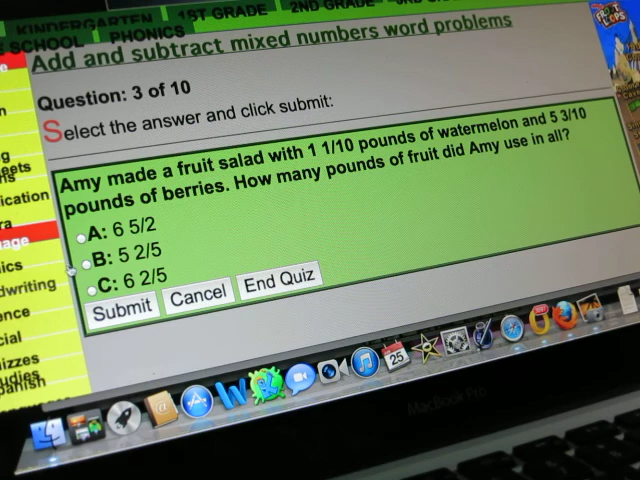 KINDERGARTEN
1ST GRADE
2ND GRADE
SCHOOL
PHONICS
Add and subtract mixed numbers word problems
Question: 3 of 10
Select the answer and click submit:
Amy made a fruit salad with 1 1/10 pounds of watermelon and 5 3/10
pounds of berries. How many pounds of fruit did Amy use in all?
A: 6 5/2
B: 5 2/5
C: 6 2/5
Submit
Cancel
End Quiz
25
MacBook Pro